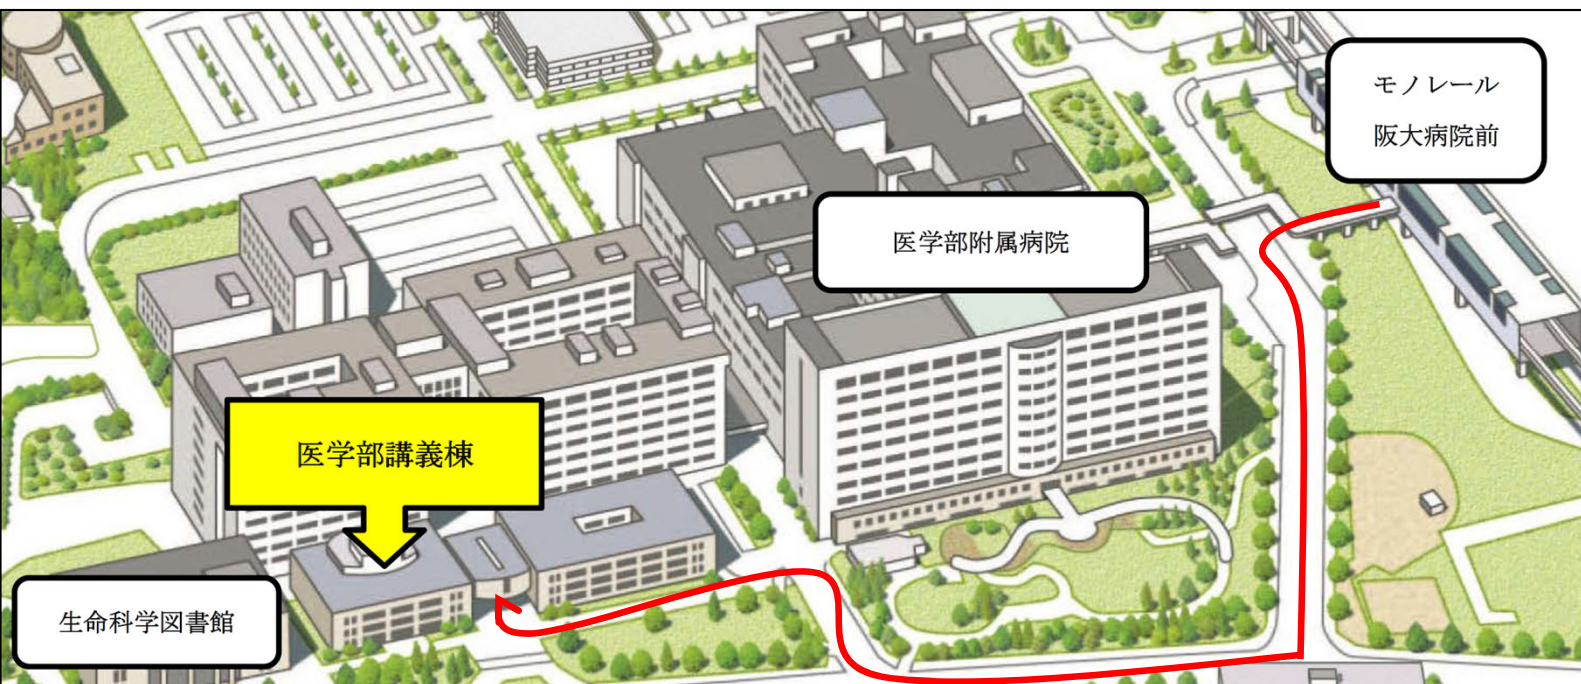 モノレール
阪大病院前
医学部附属病院
医学部講義棟
生命科学図書館